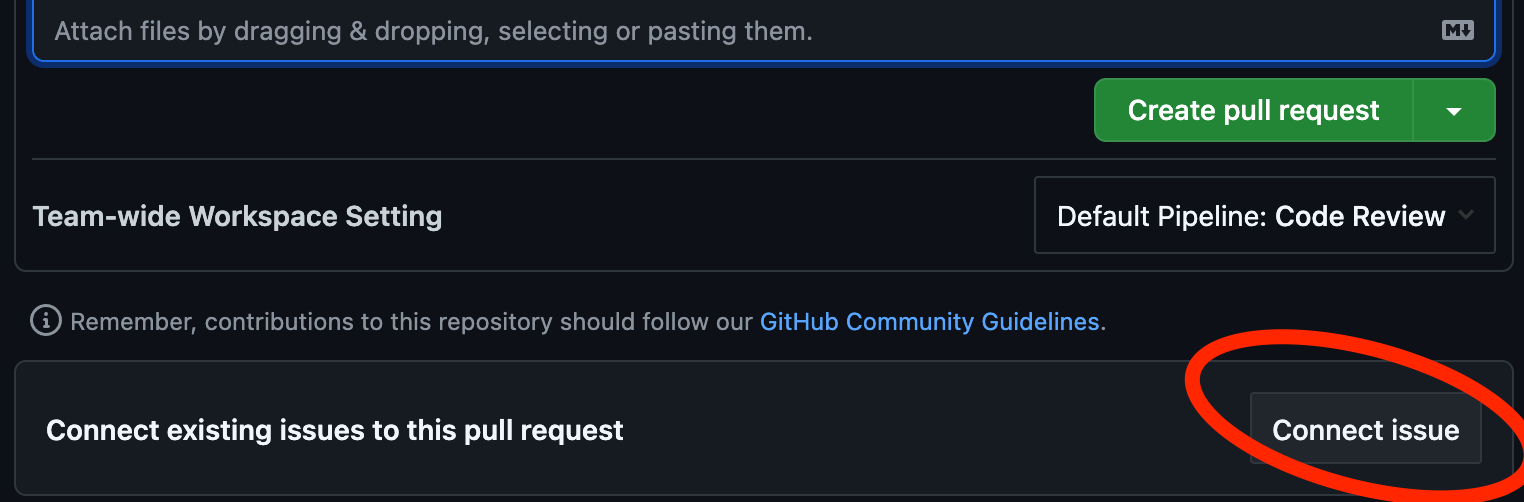 Attach files by dragging & dropping, selecting or pasting them.
Create pull request
Team-wide Workspace Setting
Default Pipeline: Code Review
Remember, contributions to this repository should follow our GitHub Community Guidelines.
Connect existing issues to this pull request
Connect issue